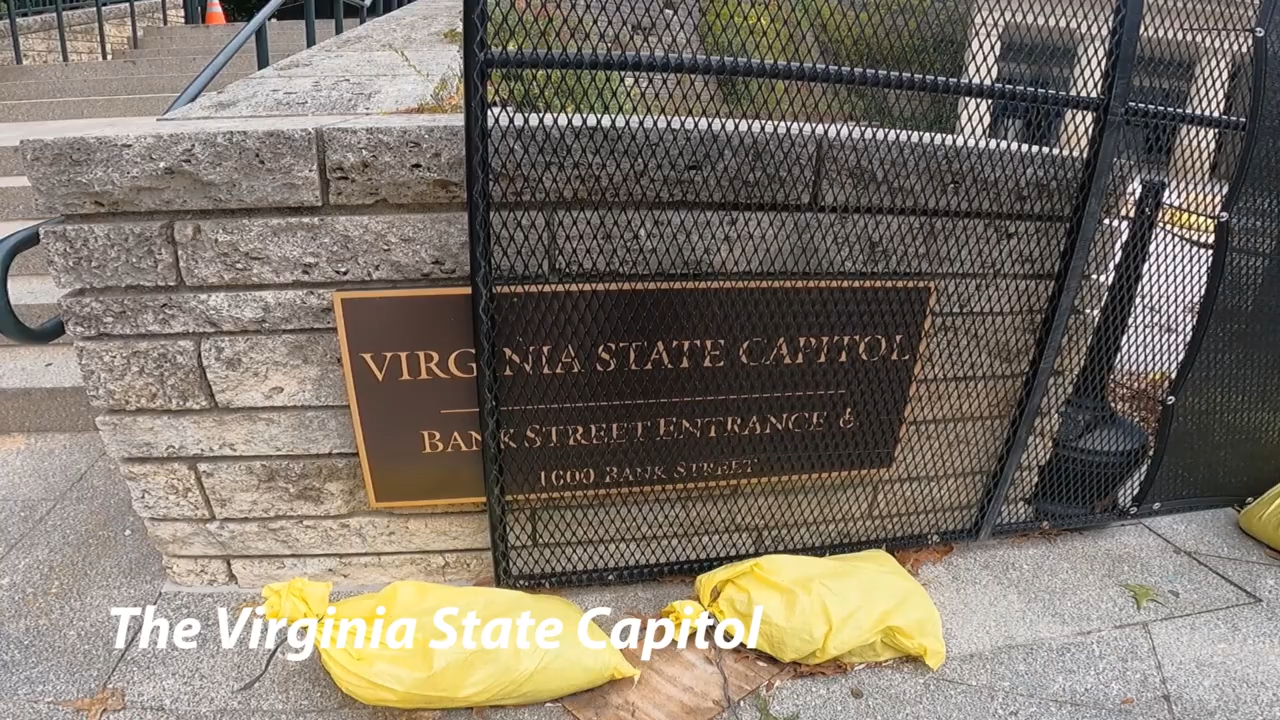 VIRGINIA STATE CAPITOL
BANK STREET ENTRANCE &
1000 BANK STREET
The Virginia State Capitol